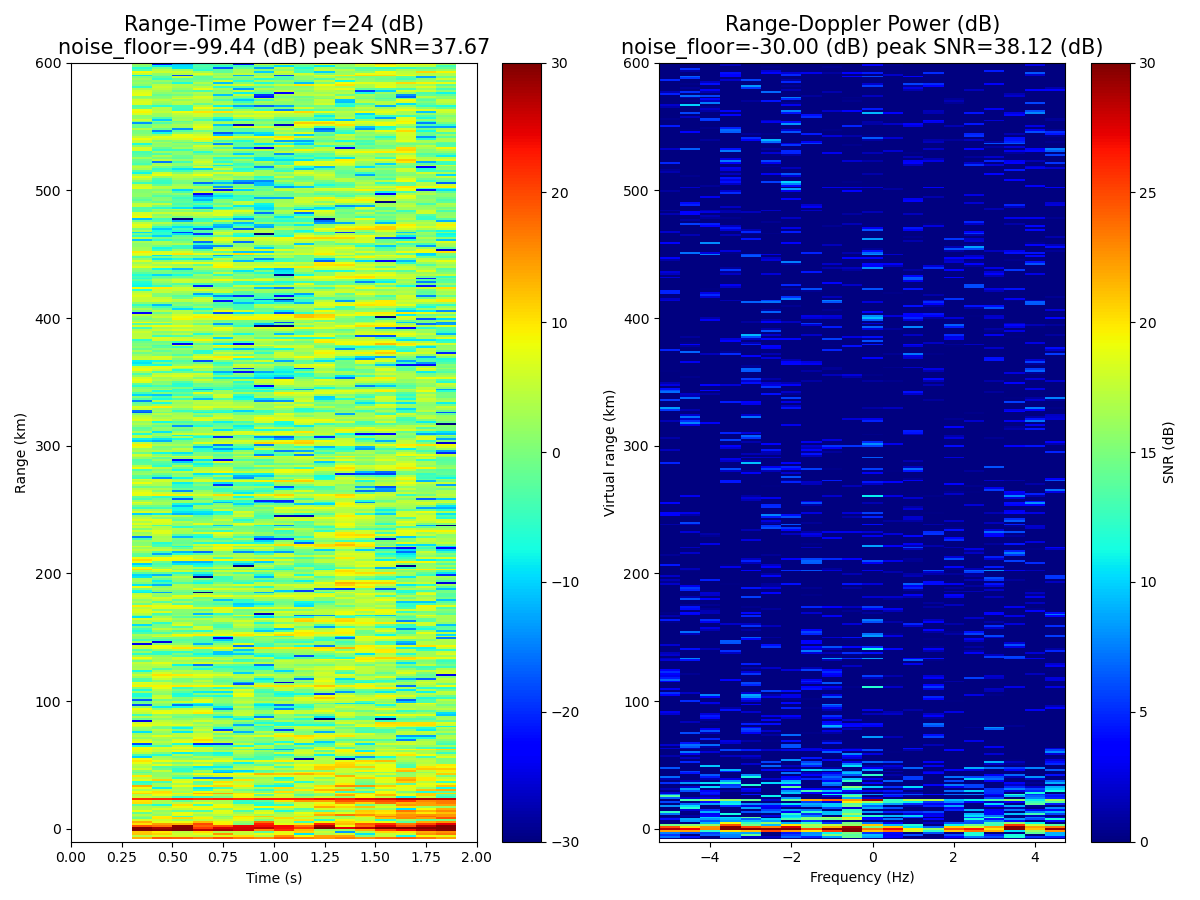 Range-Time Power f=24 (dB)
noise_floor=-99.44 (dB) peak SNR=37.67
Range (km)
600
500
400
300
200
100
0
0.00 0.25 0.50 0.75 1.00 1.25 1.50 1.75 2.00
Time (s)
30
20
10
0
−10
−20
−30
Range-Doppler Power (dB)
noise_floor=-30.00 (dB) peak SNR=38.12 (dB)
Virtual range (km)
600
500
400
300
200
100
0
−4 −2 0 2 4
Frequency (Hz)
30
25
20
15
10
5
0
SNR (dB)